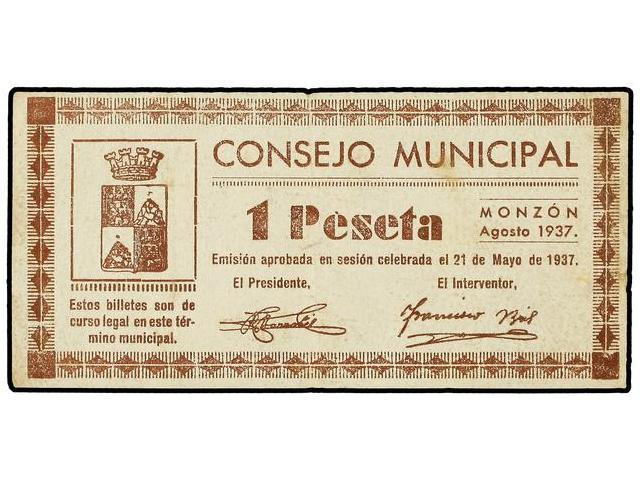 CONSEJO MUNICIPAL
1 Peseta
MONZÓN
Agosto 1937.
Emisión aprobada en sesión celebrada el 21 de Mayo de 1937.
El Presidente,
El Interventor,
Francisco
Estos billetes son de
curso legal en este tér-
mino municipal.